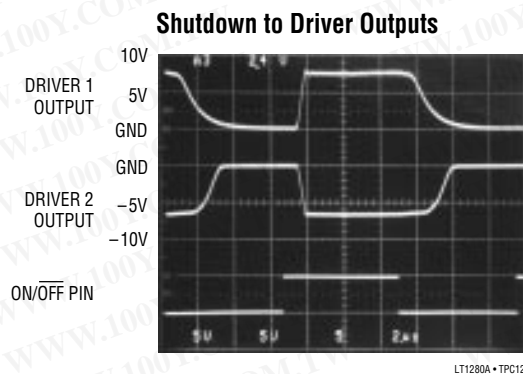 Shutdown to Driver Outputs
10V
DRIVER 1
OUTPUT
5V
GND
GND
DRIVER 2
OUTPUT
–5V
–10V
ON/OFF PIN
5V 5V 5
LT1280A • TPC12